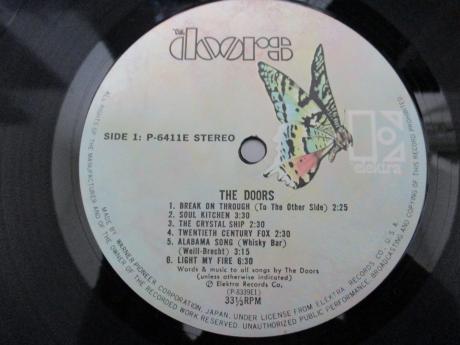 THE
doors
SIDE 1: P-6411E STEREO
elektra
THE DOORS
1. BREAK ON THROUGH (To The Other Side) 2:25
2. SOUL KITCHEN 3:30
3. THE CRYSTAL SHIP 2:30
4. TWENTIETH CENTURY FOX 2:30
5. ALABAMA SONG (Whisky Bar)
(Weill-Brecht) 3:15
6. LIGHT MY FIRE 6:30
Words & music to all songs by The Doors
(unless otherwise indicated)
Ⓟ Elektra Records Co.
(P-8339E1)
33⅓RPM
ALL RIGHTS OF THE MANUFACTURER AND OF THE OWNER OF THE RECORDED WORK RESERVED. UNAUTHORIZED PUBLIC PERFORMANCE, BROADCASTING AND COPYING OF THIS RECORD PROHIBITED
MADE BY WARNER-PIONEER CORPORATION, JAPAN, UNDER LICENSE FROM ELEKTRA RECORDS, U.S.A.